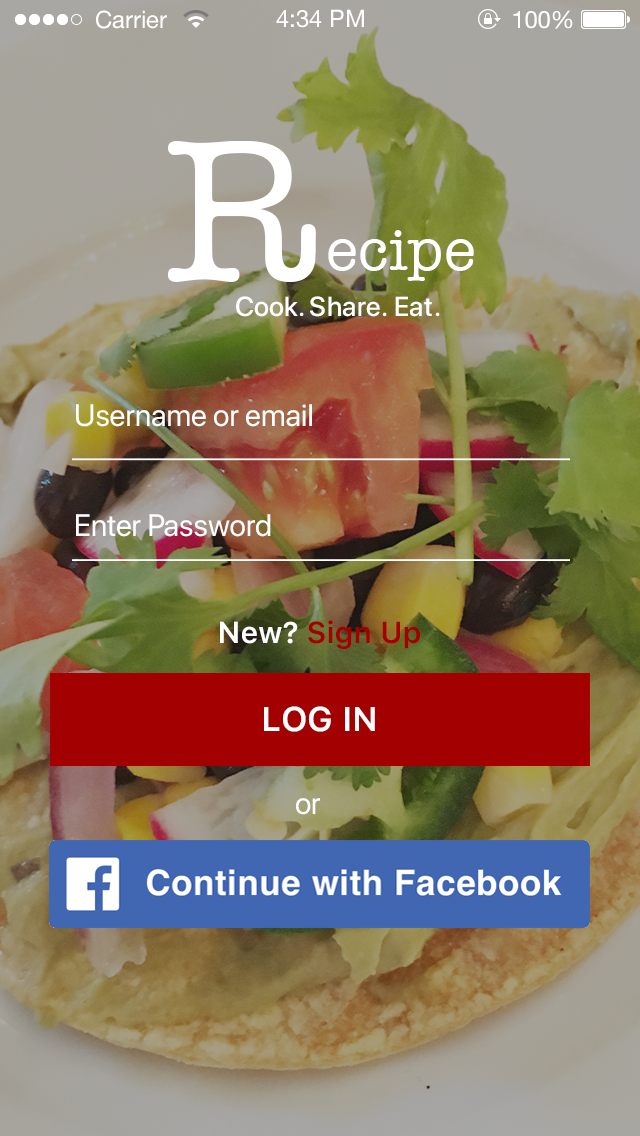 Carrier 4:34 PM 100%
Recipe
Cook. Share. Eat.
Username or email
Enter Password
New? Sign Up
LOG IN
or
Continue with Facebook